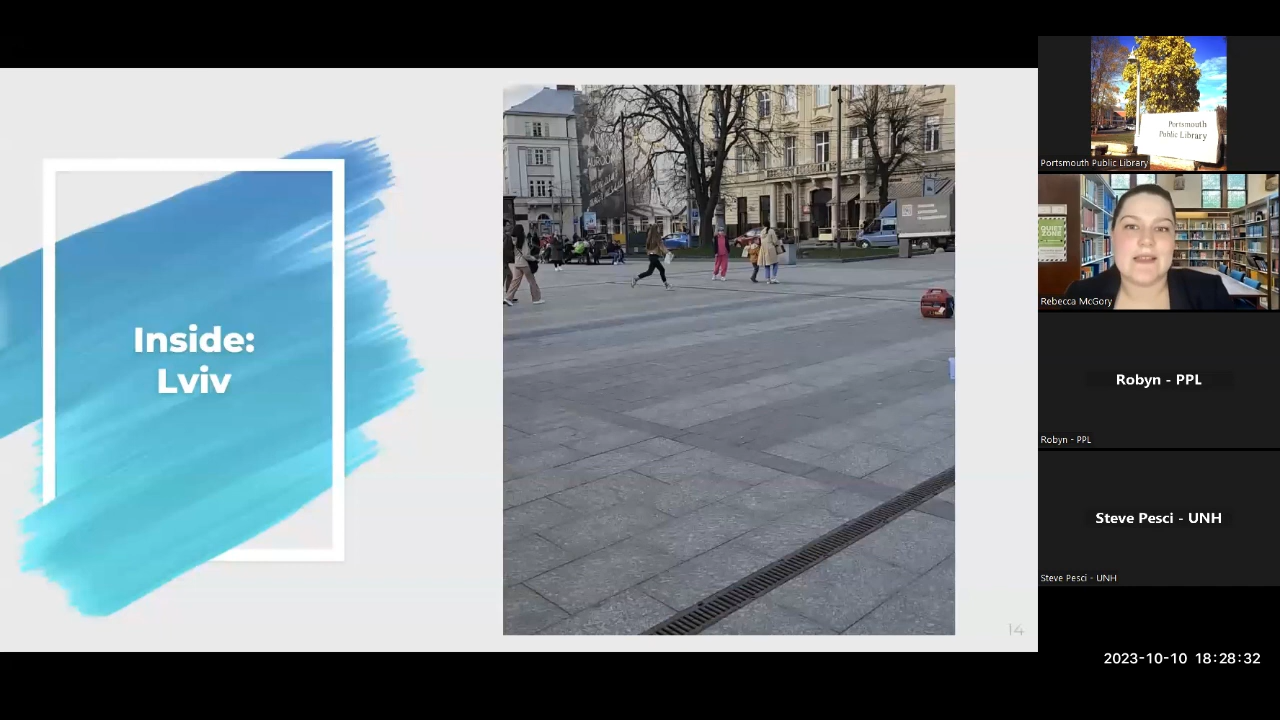 Inside:
Lviv
14
Portsmouth
Public Library
Portsmouth Public Library
QUIET
ZONE
Rebecca McGory
Robyn - PPL
Robyn - PPL
Steve Pesci - UNH
Steve Pesci - UNH
2023-10-10 18:28:32